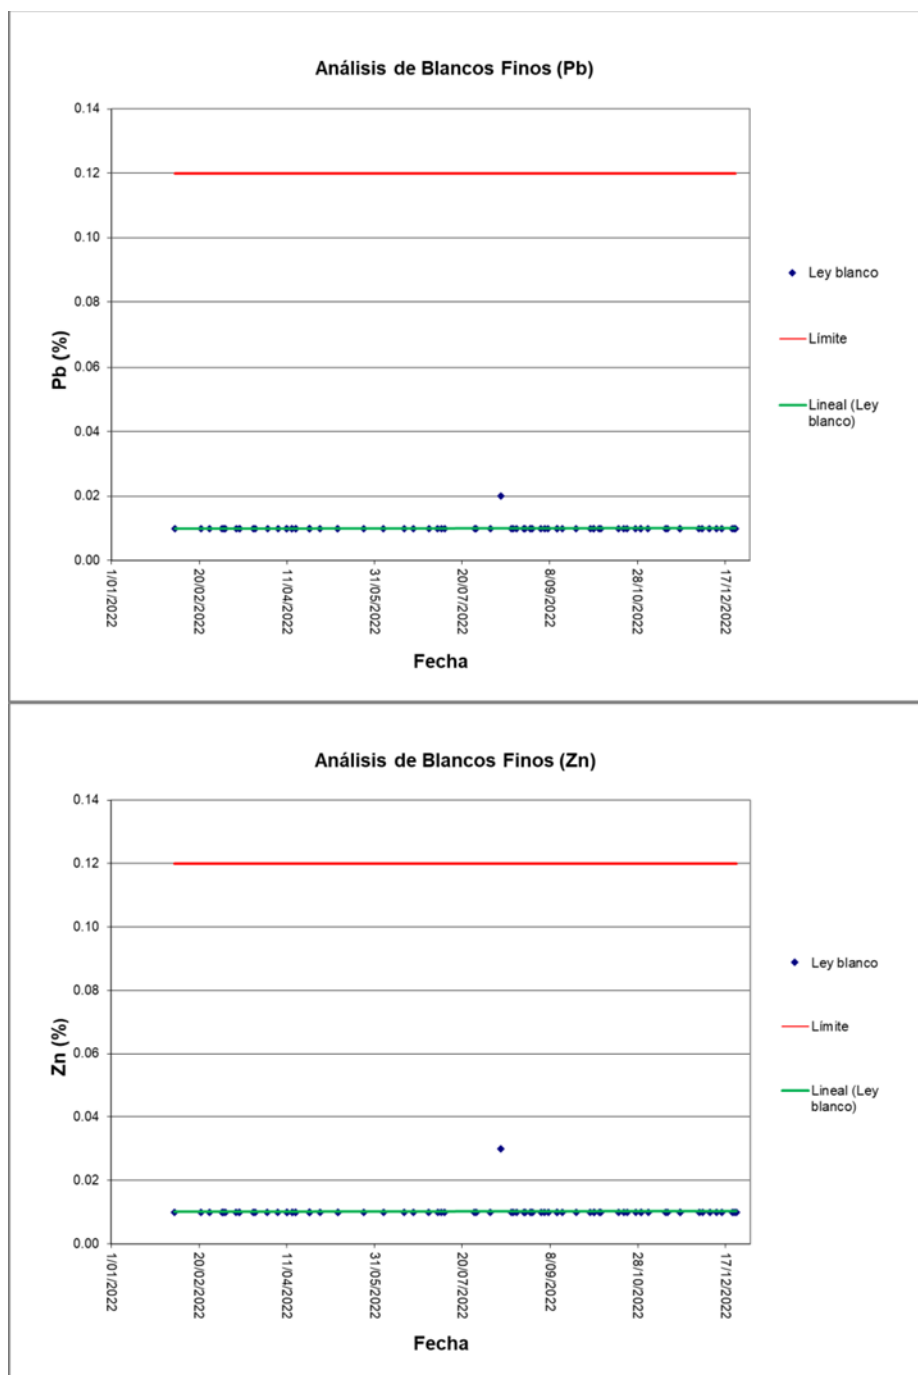 Análisis de Blancos Finos (Pb)
0.14
0.12
0.10
0.08
0.06
0.04
0.02
0.00
Pb (%)
1/01/2022
20/02/2022
11/04/2022
31/05/2022
20/07/2022
8/09/2022
28/10/2022
17/12/2022
Fecha
Ley blanco
Límite
Lineal (Ley
blanco)
Análisis de Blancos Finos (Zn)
0.14
0.12
0.10
0.08
0.06
0.04
0.02
0.00
Zn (%)
1/01/2022
20/02/2022
11/04/2022
31/05/2022
20/07/2022
8/09/2022
28/10/2022
17/12/2022
Fecha
Ley blanco
Límite
Lineal (Ley
blanco)